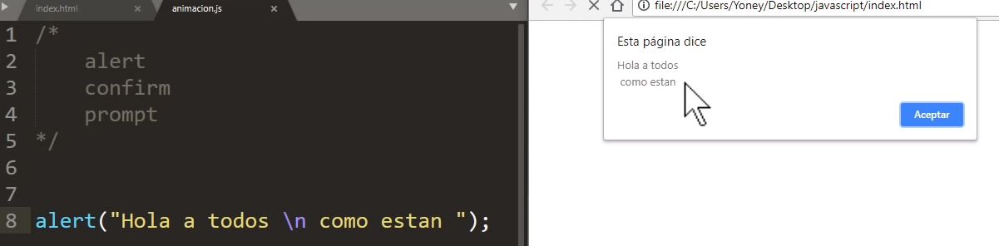 index.html × animacion.js ×
1 /*
2 alert
3 confirm
4 prompt
5 */
6
7
8 alert("Hola a todos \n como estan ");
file:///C:/Users/Yoney/Desktop/javascript/index.html
Esta página dice
Hola a todos
como estan
Aceptar